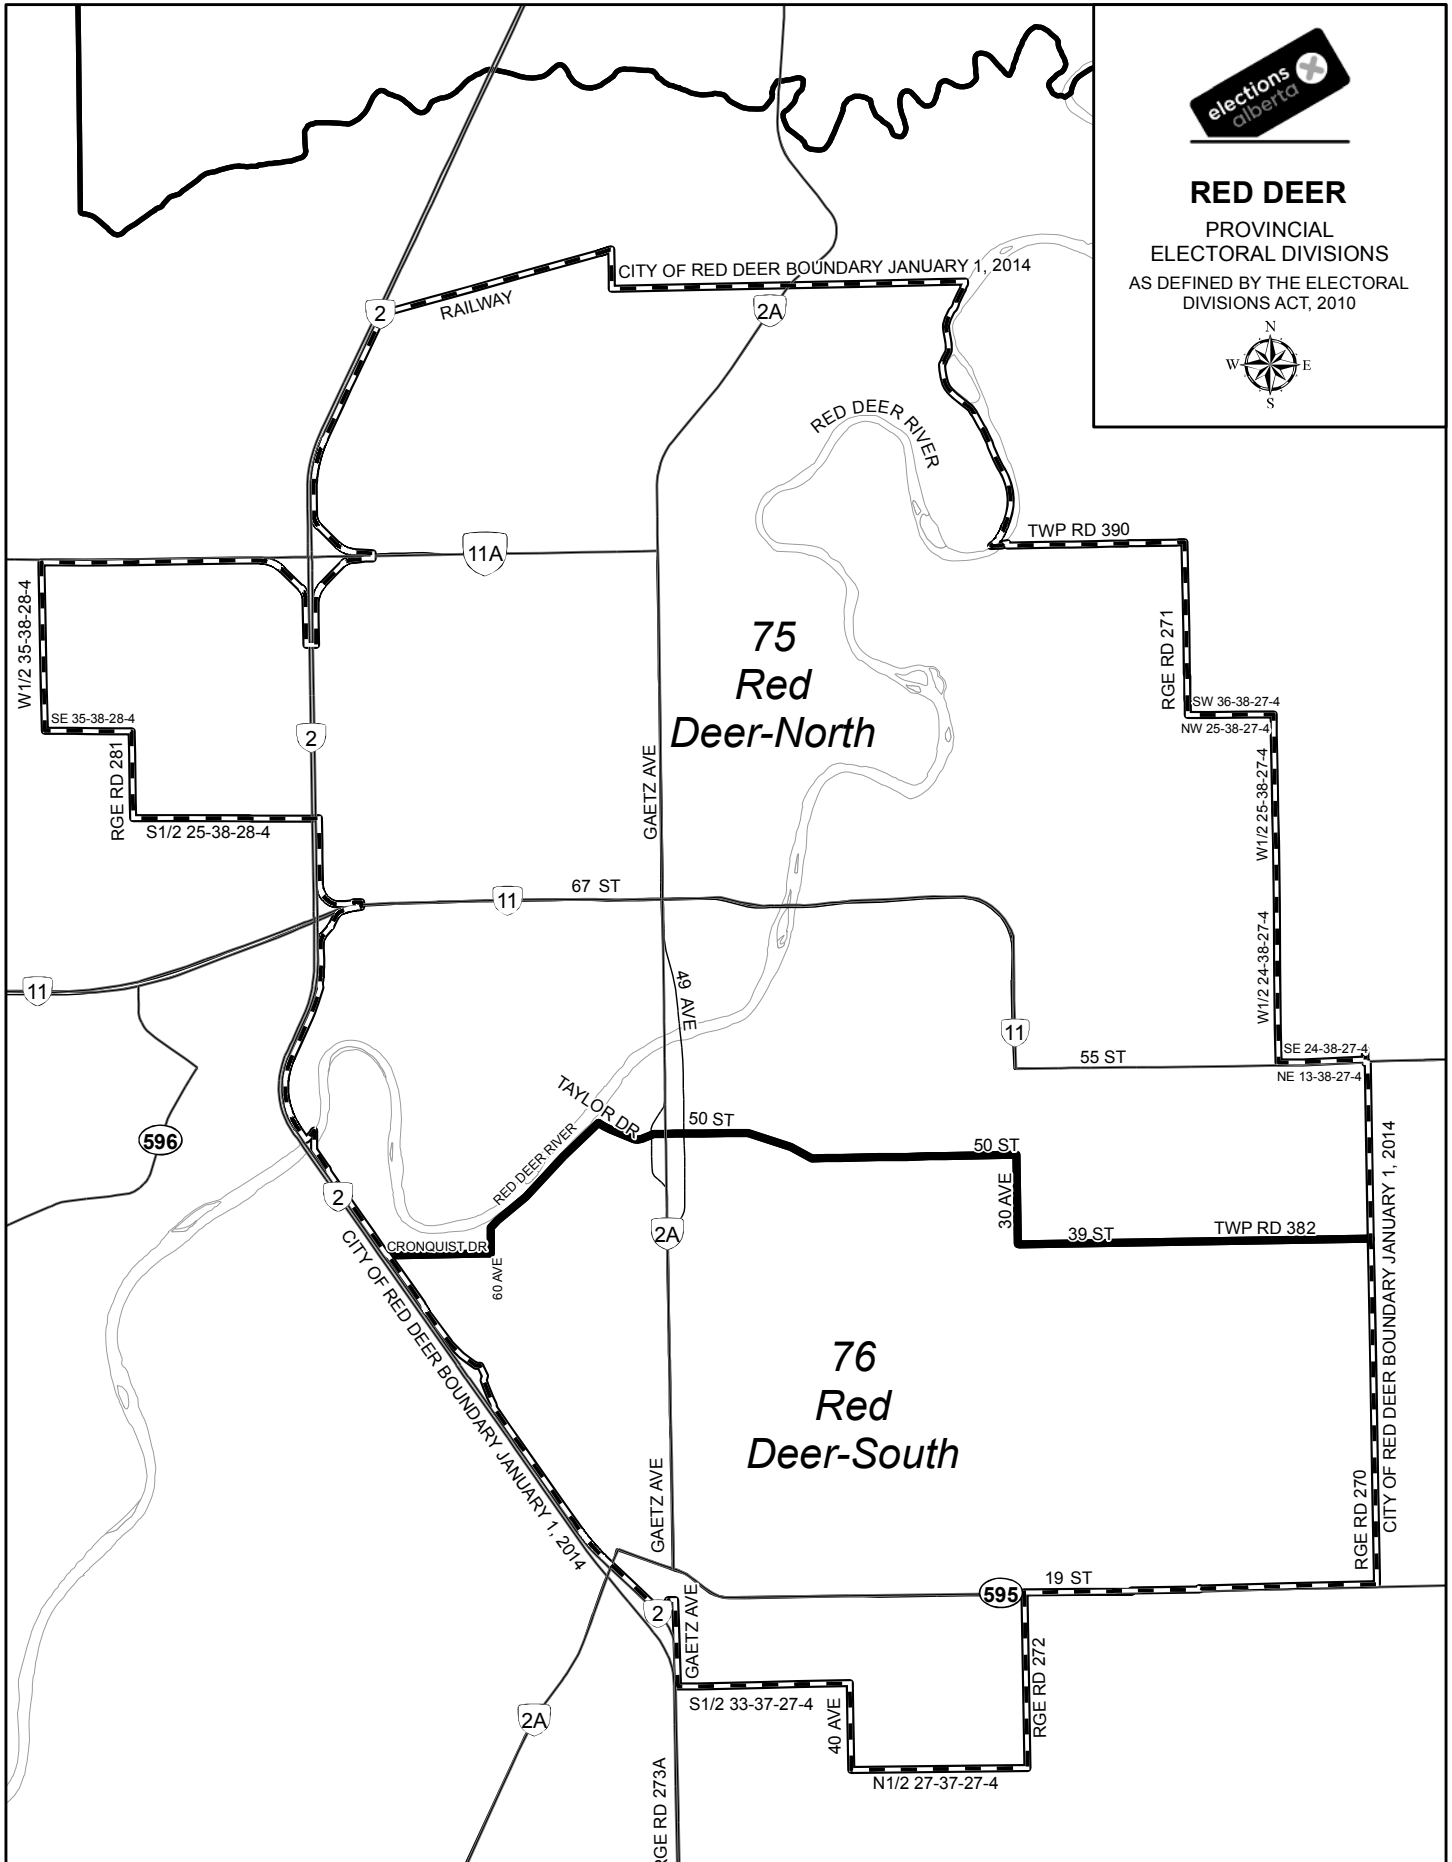 elections
alberta
RED DEER
PROVINCIAL
ELECTORAL DIVISIONS
AS DEFINED BY THE ELECTORAL
DIVISIONS ACT, 2010
N
W
E
S
CITY OF RED DEER BOUNDARY JANUARY 1, 2014
RAILWAY
2
2A
RED DEER RIVER
TWP RD 390
11A
W1/2 35-38-28-4
75
Red
Deer-North
RGE RD 271
SW 36-38-27-4
NW 25-38-27-4
SE 35-38-28-4
2
RGE RD 281
S1/2 25-38-28-4
GAETZ AVE
W1/2 25-38-27-4
67 ST
11
W1/2 24-38-27-4
11
49 AVE
11
55 ST
SE 24-38-27-4
NE 13-38-27-4
TAYLOR DR
50 ST
596
RED DEER RIVER
50 ST
30 AVE
2
2A
39 ST
TWP RD 382
CRONQUIST DR
60 AVE
CITY OF RED DEER BOUNDARY JANUARY 1, 2014
CITY OF RED DEER BOUNDARY JANUARY 1, 2014
76
Red
Deer-South
GAETZ AVE
RGE RD 270
19 ST
595
2
GAETZ AVE
RGE RD 272
S1/2 33-37-27-4
40 AVE
2A
N1/2 27-37-27-4
RGE RD 273A